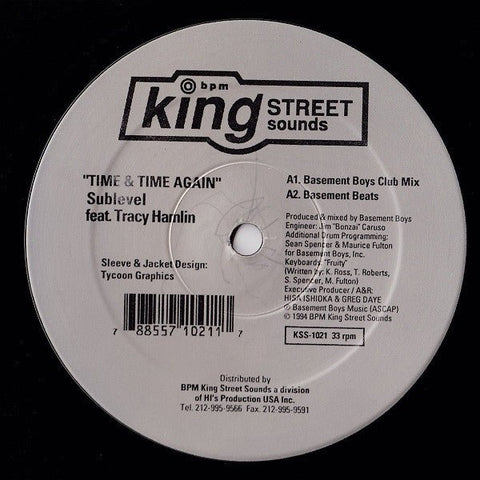 bpm
king STREET
sounds
"TIME & TIME AGAIN"
Sublevel
feat. Tracy Hamlin
Sleeve & Jacket Design:
Tycoon Graphics
7 88557 10211 7
A1. Basement Boys Club Mix
A2. Basement Beats
Produced & mixed by Basement Boys
Engineer: Jim "Bonzai" Caruso
Additional Drum Programming:
Sean Spencer & Maurice Fulton
for Basement Boys, Inc.
Keyboards: "Fruity"
(Written by: K. Ross, T. Roberts,
S. Spencer, M. Fulton)
Executive Producer / A&R:
HISA ISHIOKA & GREG DAYE
℗ Basement Boys Music (ASCAP)
© 1994 BPM King Street Sounds
KSS-1021 33 rpm
Distributed by
BPM King Street Sounds a division
of HI's Production USA Inc.
Tel. 212-995-9566 Fax. 212-995-9591